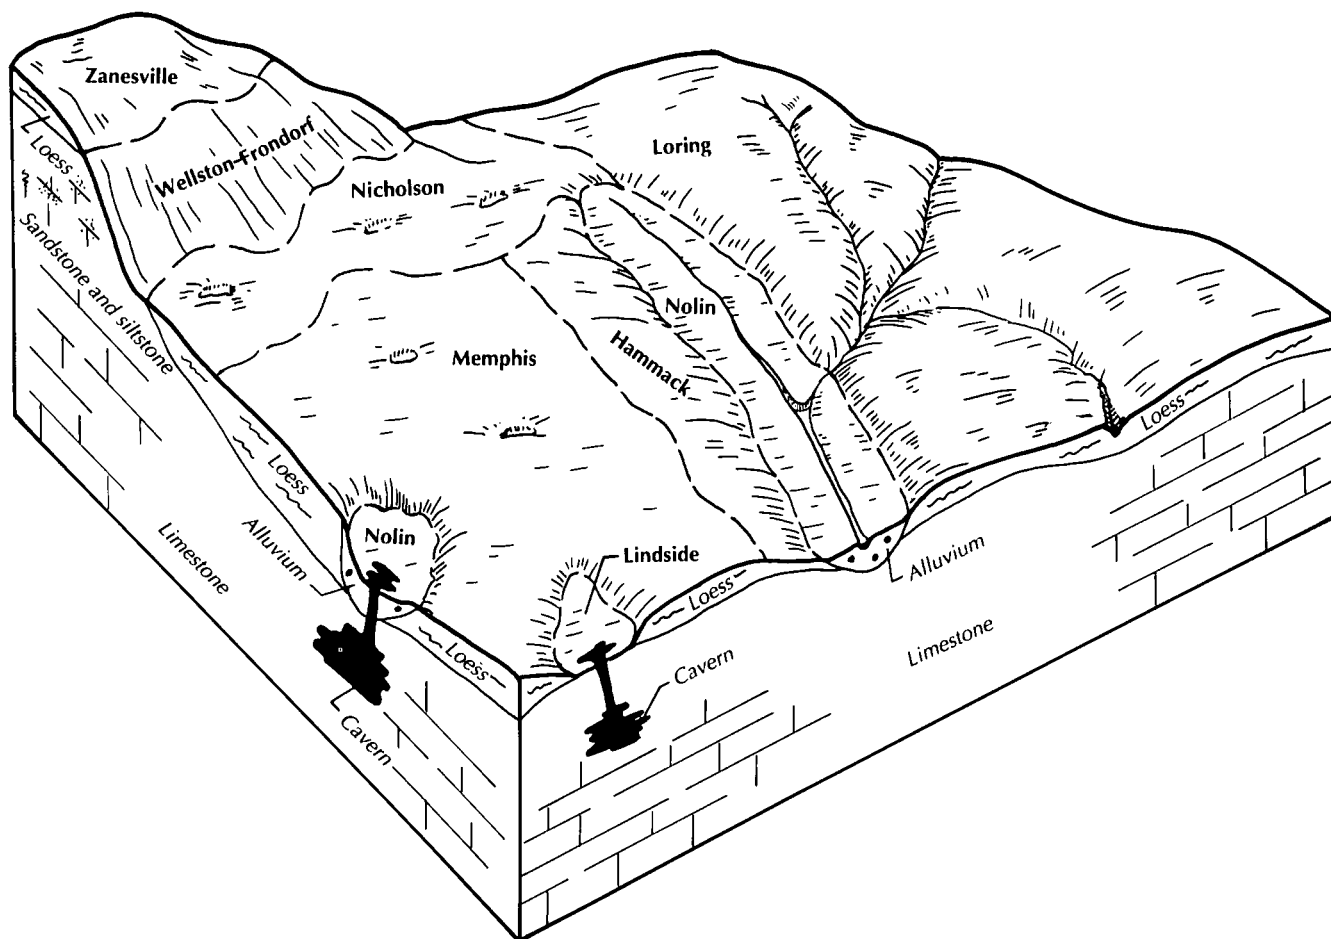 Zanesville
Loess
Wellston-Frondorf
Loring
Nicholson
Sandstone and siltstone
Nolin
Memphis
Hammack
Loess
Loess
Nolin
Alluvium
Lindside
Limestone
Alluvium
Loess
Loess
Cavern
Limestone
Cavern